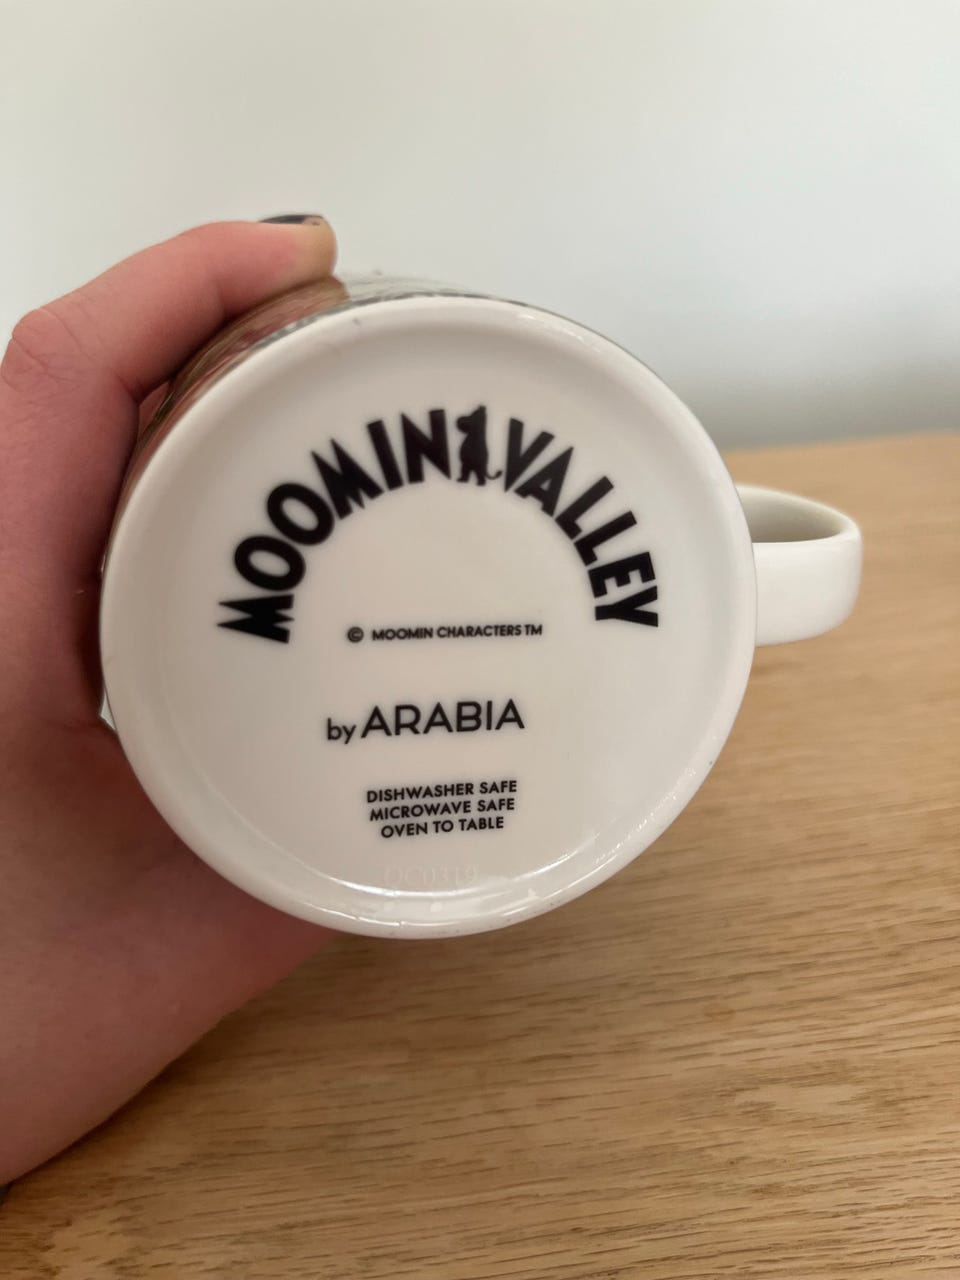 MOOMINVALLEY
© MOOMIN CHARACTERS TM
by ARABIA
DISHWASHER SAFE
MICROWAVE SAFE
OVEN TO TABLE